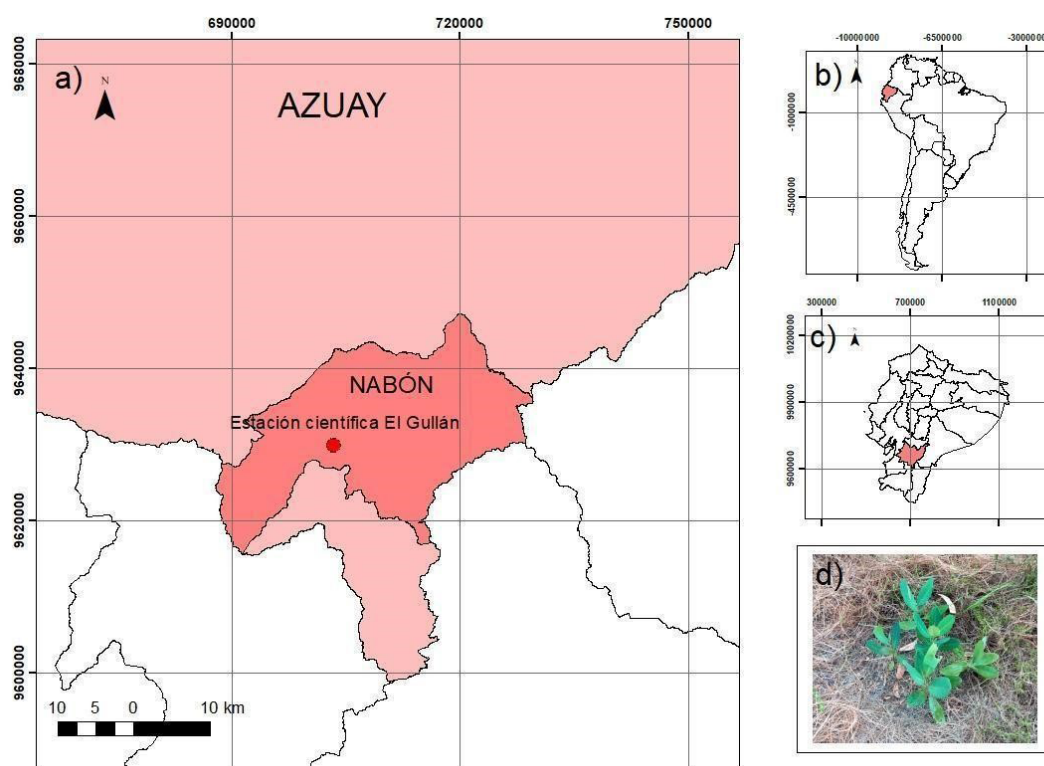 690000 720000 750000
9680000
9660000
9640000
9620000
9600000
a)
N
AZUAY
NABÓN
Estación científica El Gullán
10 5 0 10 km
-10000000 -6500000 -3000000
b)
N
-1000000
-4500000
300000 700000 1100000
c)
N
10200000
9900000
9600000
d)